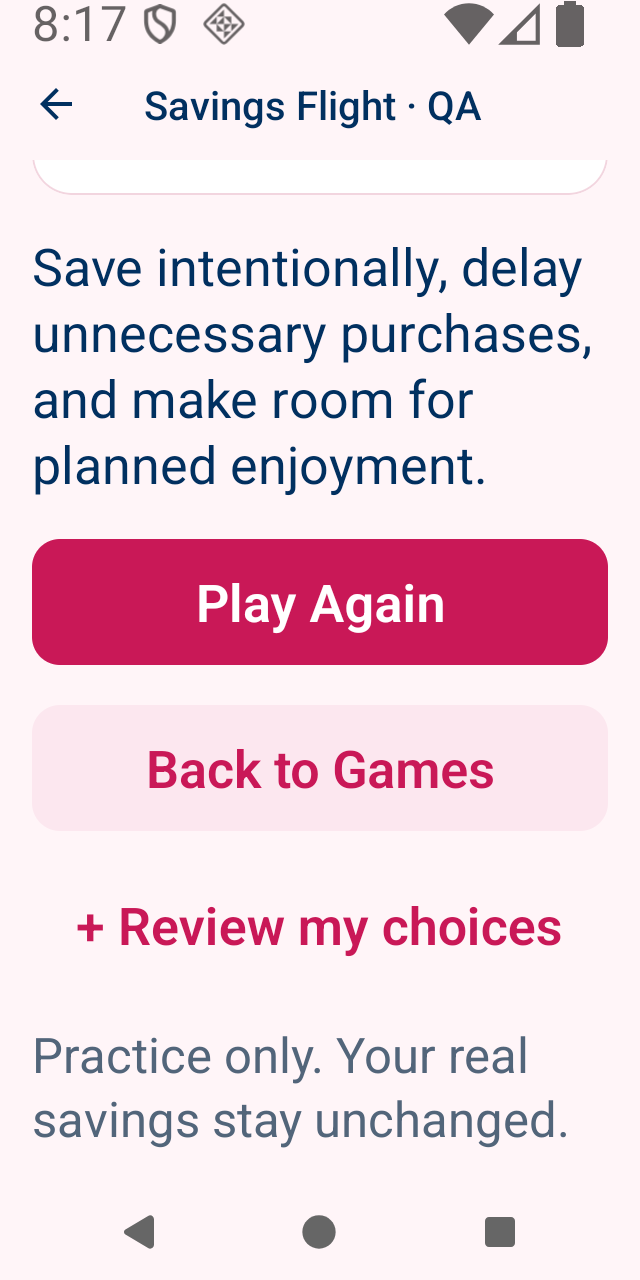 8:17
Savings Flight · QA
Save intentionally, delay
unnecessary purchases,
and make room for
planned enjoyment.
Play Again
Back to Games
+ Review my choices
Practice only. Your real
savings stay unchanged.